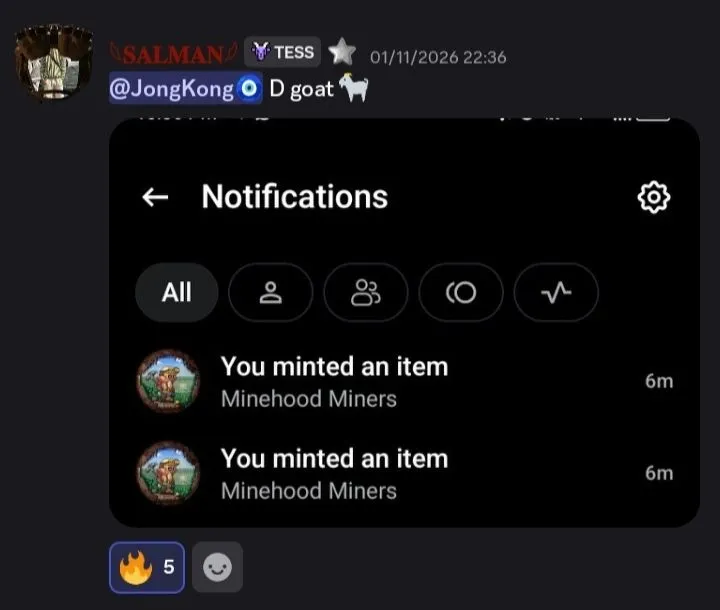 SALMAN TESS 01/11/2026 22:36
@JongKong🧿 D goat 🐐
Notifications
All
You minted an item
6m
Minehood Miners
You minted an item
6m
Minehood Miners
🔥 5